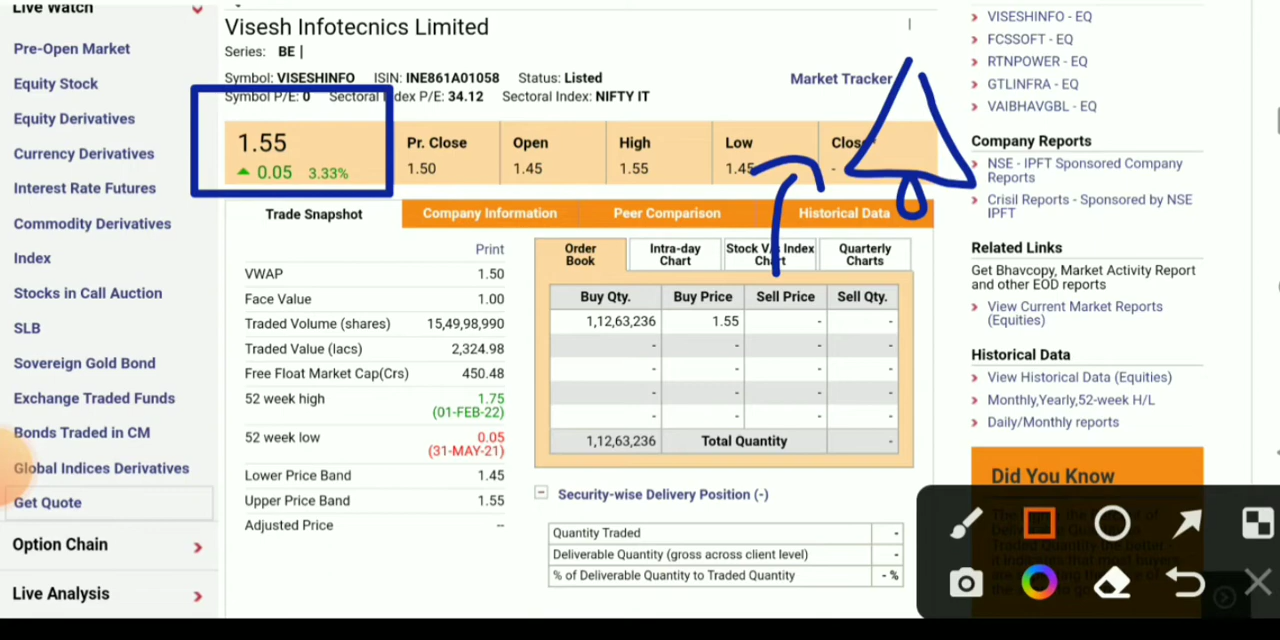 Live Watch
Pre-Open Market
Equity Stock
Equity Derivatives
Currency Derivatives
Interest Rate Futures
Commodity Derivatives
Index
Stocks in Call Auction
SLB
Sovereign Gold Bond
Exchange Traded Funds
Bonds Traded in CM
Global Indices Derivatives
Get Quote
Option Chain
Live Analysis
Visesh Infotecnics Limited
Series: BE |
Symbol: VISESHINFO ISIN: INE861A01058 Status: Listed
Market Tracker
Symbol P/E: 0 Sectoral Index P/E: 34.12 Sectoral Index: NIFTY IT
1.55
0.05 3.33%
Pr. Close Open High Low Close
1.50 1.45 1.55 1.45 -
Trade Snapshot Company Information Peer Comparison Historical Data
Print
VWAP 1.50
Face Value 1.00
Traded Volume (shares) 15,49,98,990
Traded Value (lacs) 2,324.98
Free Float Market Cap(Crs) 450.48
52 week high 1.75
(01-FEB-22)
52 week low 0.05
(31-MAY-21)
Lower Price Band 1.45
Upper Price Band 1.55
Adjusted Price --
Order Book
Intra-day Chart
Stock V/s Index Chart
Quarterly Charts
Buy Qty. Buy Price Sell Price Sell Qty.
1,12,63,236 1.55 - -
- - - -
- - - -
- - - -
- - - -
1,12,63,236 Total Quantity -
Security-wise Delivery Position (-)
Quantity Traded -
Deliverable Quantity (gross across client level) -
% of Deliverable Quantity to Traded Quantity - %
VISESHINFO - EQ
FCSSOFT - EQ
RTNPOWER - EQ
GTLINFRA - EQ
VAIBHAVGBL - EQ
Company Reports
NSE - IPFT Sponsored Company
Reports
Crisil Reports - Sponsored by NSE
IPFT
Related Links
Get Bhavcopy, Market Activity Report
and other EOD reports
View Current Market Reports
(Equities)
Historical Data
View Historical Data (Equities)
Monthly,Yearly,52-week H/L
Daily/Monthly reports
Did You Know